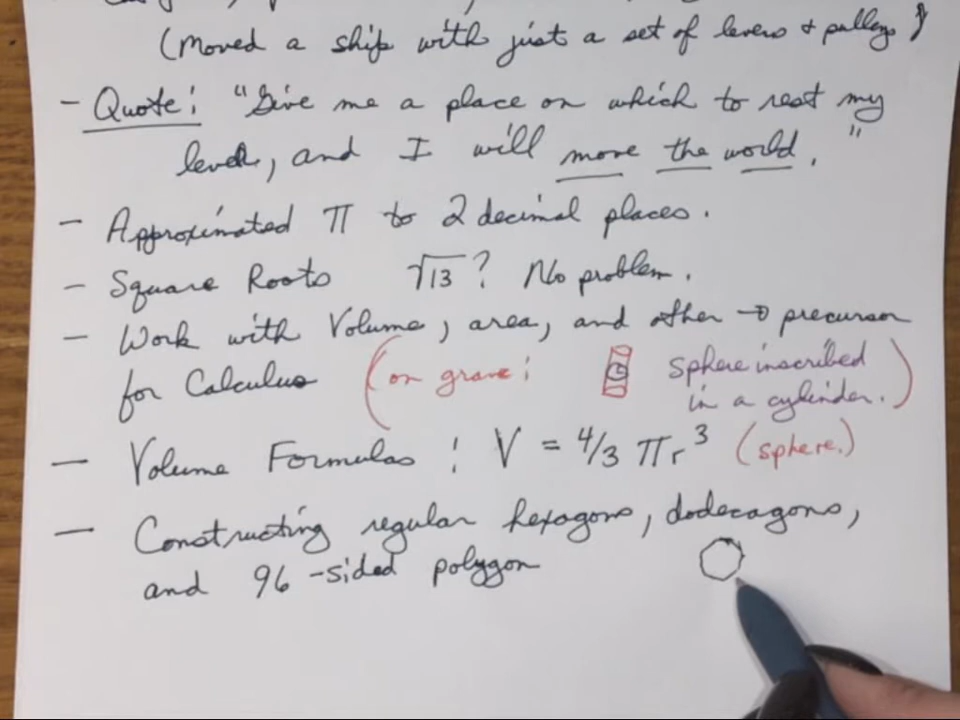 (Moved a ship with just a set of levers + pulleys)
- Quote: "Give me a place on which to rest my
lever, and I will move the world."
- Approximated π to 2 decimal places.
- Square Roots √13? No problem.
- Work with Volume, area, and other → precursor
for Calculus (on grave: sphere inscribed
in a cylinder.)
- Volume Formulas: V = 4/3 πr³ (sphere.)
- Constructing regular hexagons, dodecagons,
and 96-sided polygon